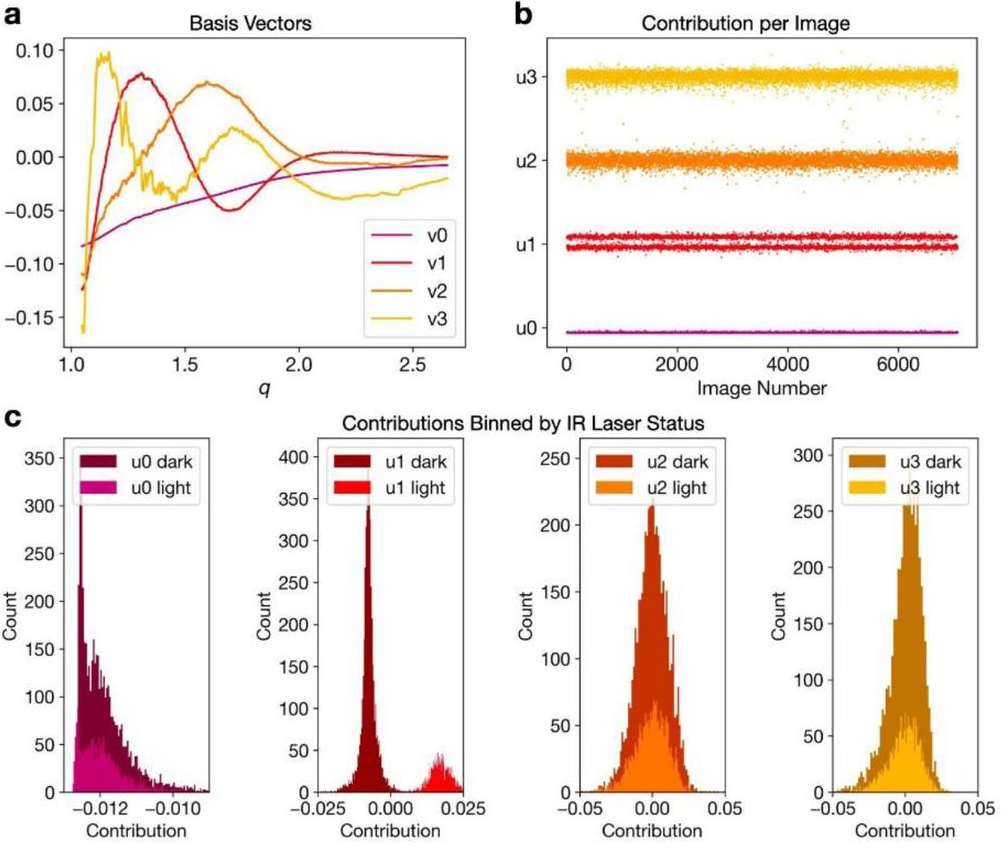 a
Basis Vectors
0.10
0.05
0.00
−0.05
−0.10
−0.15
1.0
1.5
2.0
2.5
q
v0
v1
v2
v3
b
Contribution per Image
u3
u2
u1
u0
0
2000
4000
6000
Image Number
c
Contributions Binned by IR Laser Status
350
300
250
200
150
100
50
0
Count
u0 dark
u0 light
−0.012
−0.010
Contribution
400
350
300
250
200
150
100
50
0
Count
u1 dark
u1 light
−0.025
0.000
0.025
Contribution
250
200
150
100
50
0
Count
u2 dark
u2 light
−0.05
0.00
0.05
Contribution
300
250
200
150
100
50
0
Count
u3 dark
u3 light
−0.05
0.00
0.05
Contribution